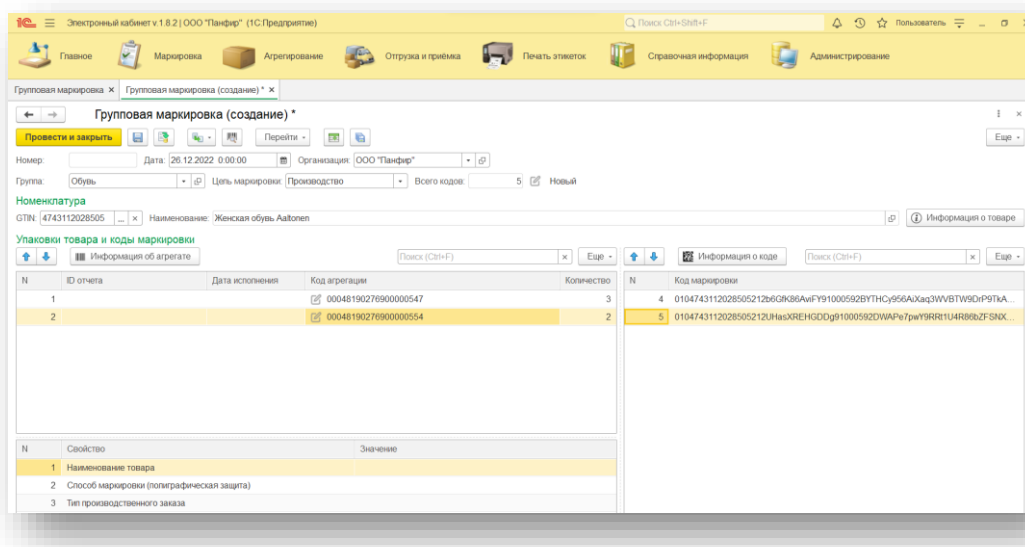 1С Электронный кабинет v.1.8.2 | ООО "Панфир" (1С:Предприятие) Поиск Ctrl+Shift+F Пользователь
Главное Маркировка Агрегирование Отгрузка и приёмка Печать этикеток Справочная информация Администрирование
Групповая маркировка × Групповая маркировка (создание) * ×
Групповая маркировка (создание) *
Провести и закрыть Перейти Еще
Номер: Дата: 26.12.2022 0:00:00 Организация: ООО "Панфир"
Группа: Обувь Цель маркировки: Производство Всего кодов: 5 Новый
Номенклатура
GTIN: 4743112028505 ... × Наименование: Женская обувь Aaltonen Информация о товаре
Упаковки товара и коды маркировки
Информация об агрегате Поиск (Ctrl+F) × Еще Информация о коде Поиск (Ctrl+F) × Еще
N ID отчета Дата исполнения Код агрегации Количество N Код маркировки
1 00048190276900000547 3 4 0104743112028505212b6GfK86AviFY91000592BYTHCy956AiXaq3WVBTW9DrP9TkA...
2 00048190276900000554 2 5 0104743112028505212UHasXREHGDDg91000592DWAPe7pwY9RRt1U4R86bZFSNX...
N Свойство Значение
1 Наименование товара
2 Способ маркировки (полиграфическая защита)
3 Тип производственного заказа